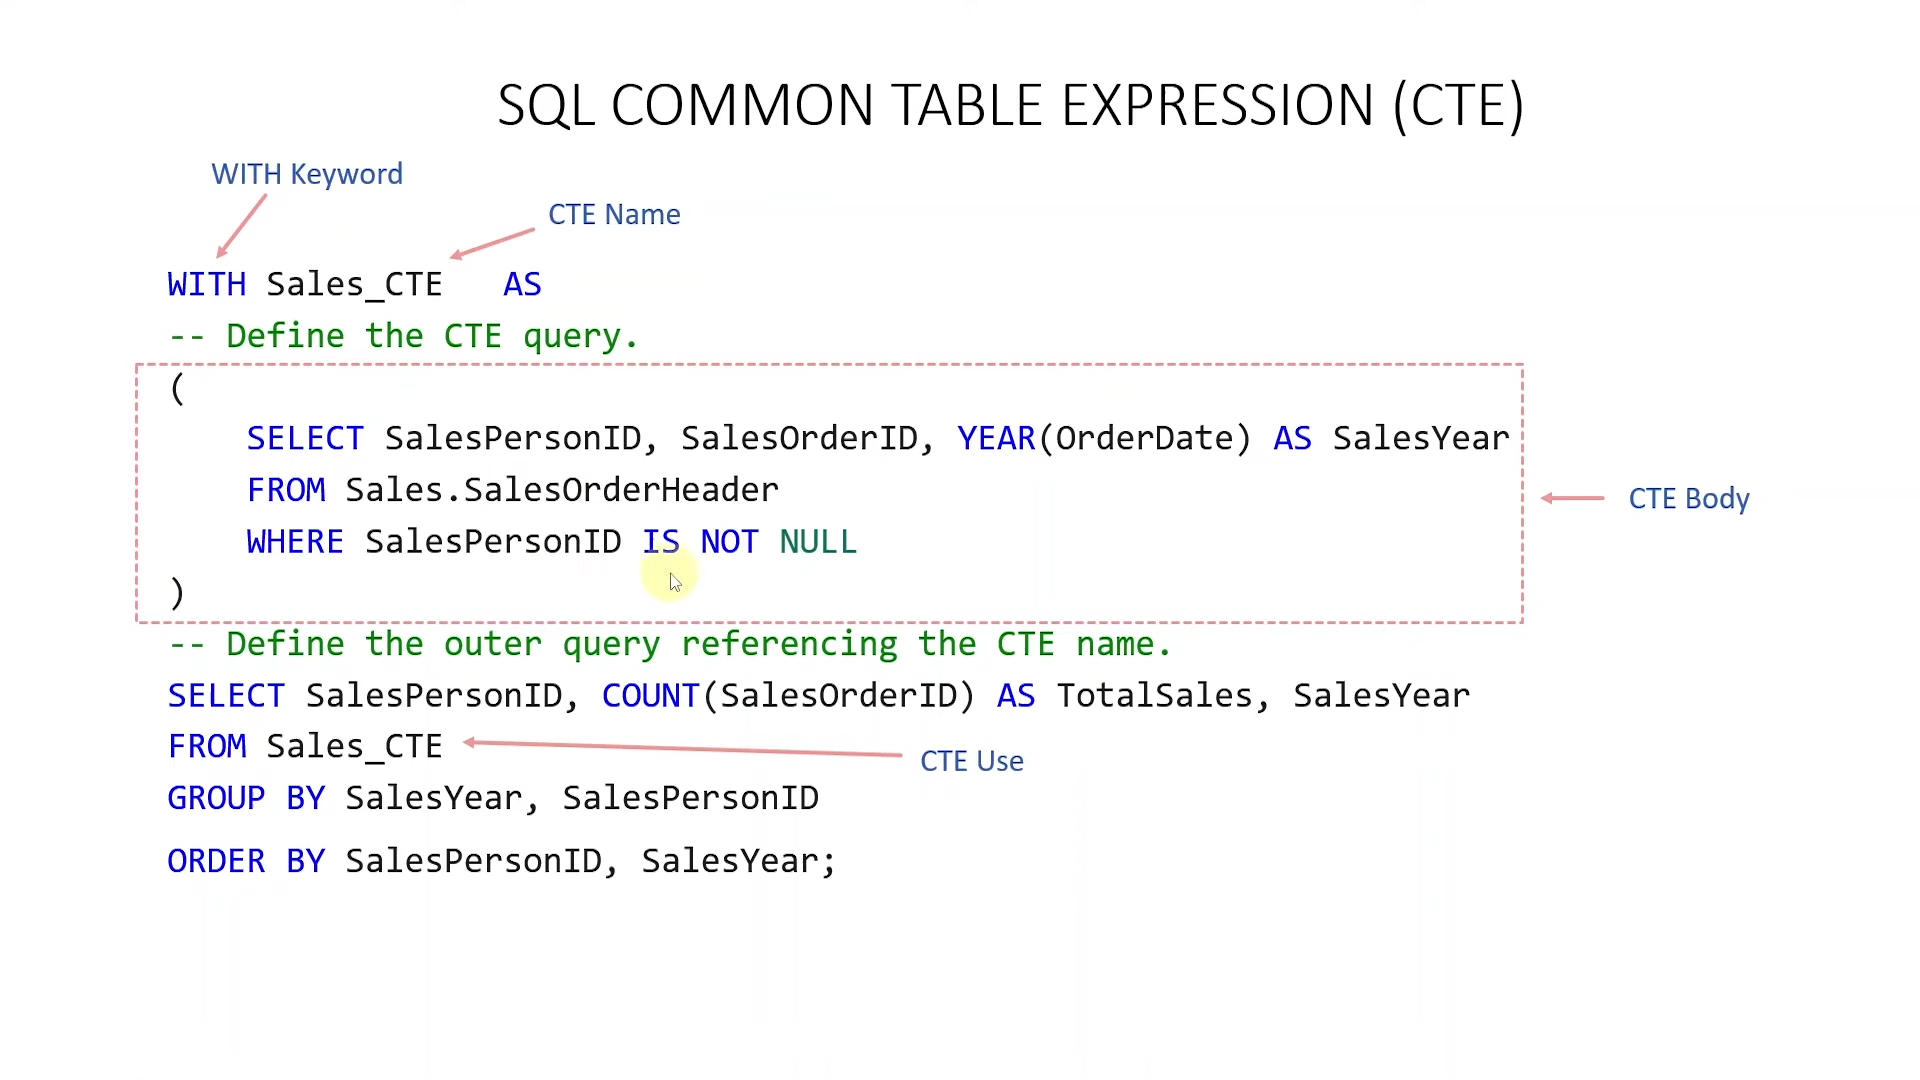 SQL COMMON TABLE EXPRESSION (CTE)
WITH Keyword
CTE Name
WITH Sales_CTE   AS
-- Define the CTE query.
(
    SELECT SalesPersonID, SalesOrderID, YEAR(OrderDate) AS SalesYear
    FROM Sales.SalesOrderHeader
    WHERE SalesPersonID IS NOT NULL
)
CTE Body
-- Define the outer query referencing the CTE name.
SELECT SalesPersonID, COUNT(SalesOrderID) AS TotalSales, SalesYear
FROM Sales_CTE
CTE Use
GROUP BY SalesYear, SalesPersonID
ORDER BY SalesPersonID, SalesYear;